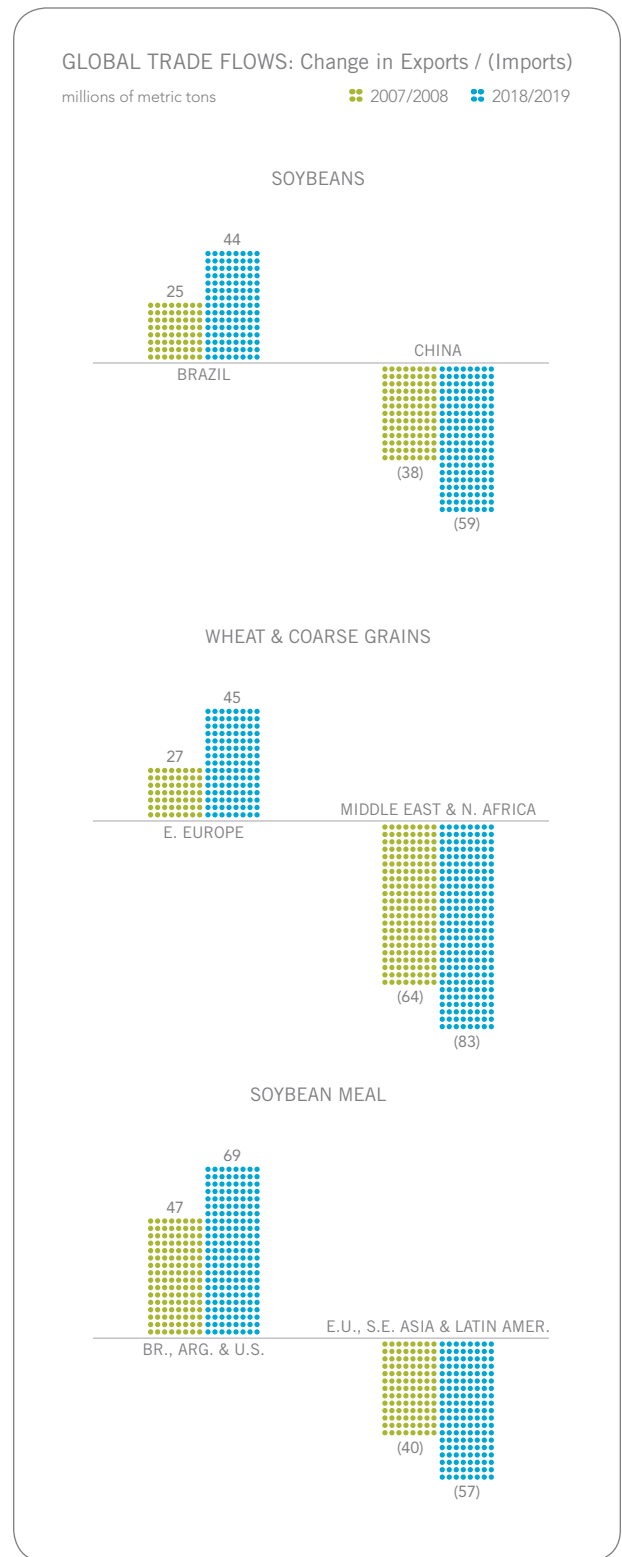 GLOBAL TRADE FLOWS: Change in Exports / (Imports)
millions of metric tons 2007/2008 2018/2019
SOYBEANS
44
25
CHINA
BRAZIL
(38)
(59)
WHEAT & COARSE GRAINS
45
27
MIDDLE EAST & N. AFRICA
E. EUROPE
(64)
(83)
SOYBEAN MEAL
69
47
E.U., S.E. ASIA & LATIN AMER.
BR., ARG. & U.S.
(40)
(57)